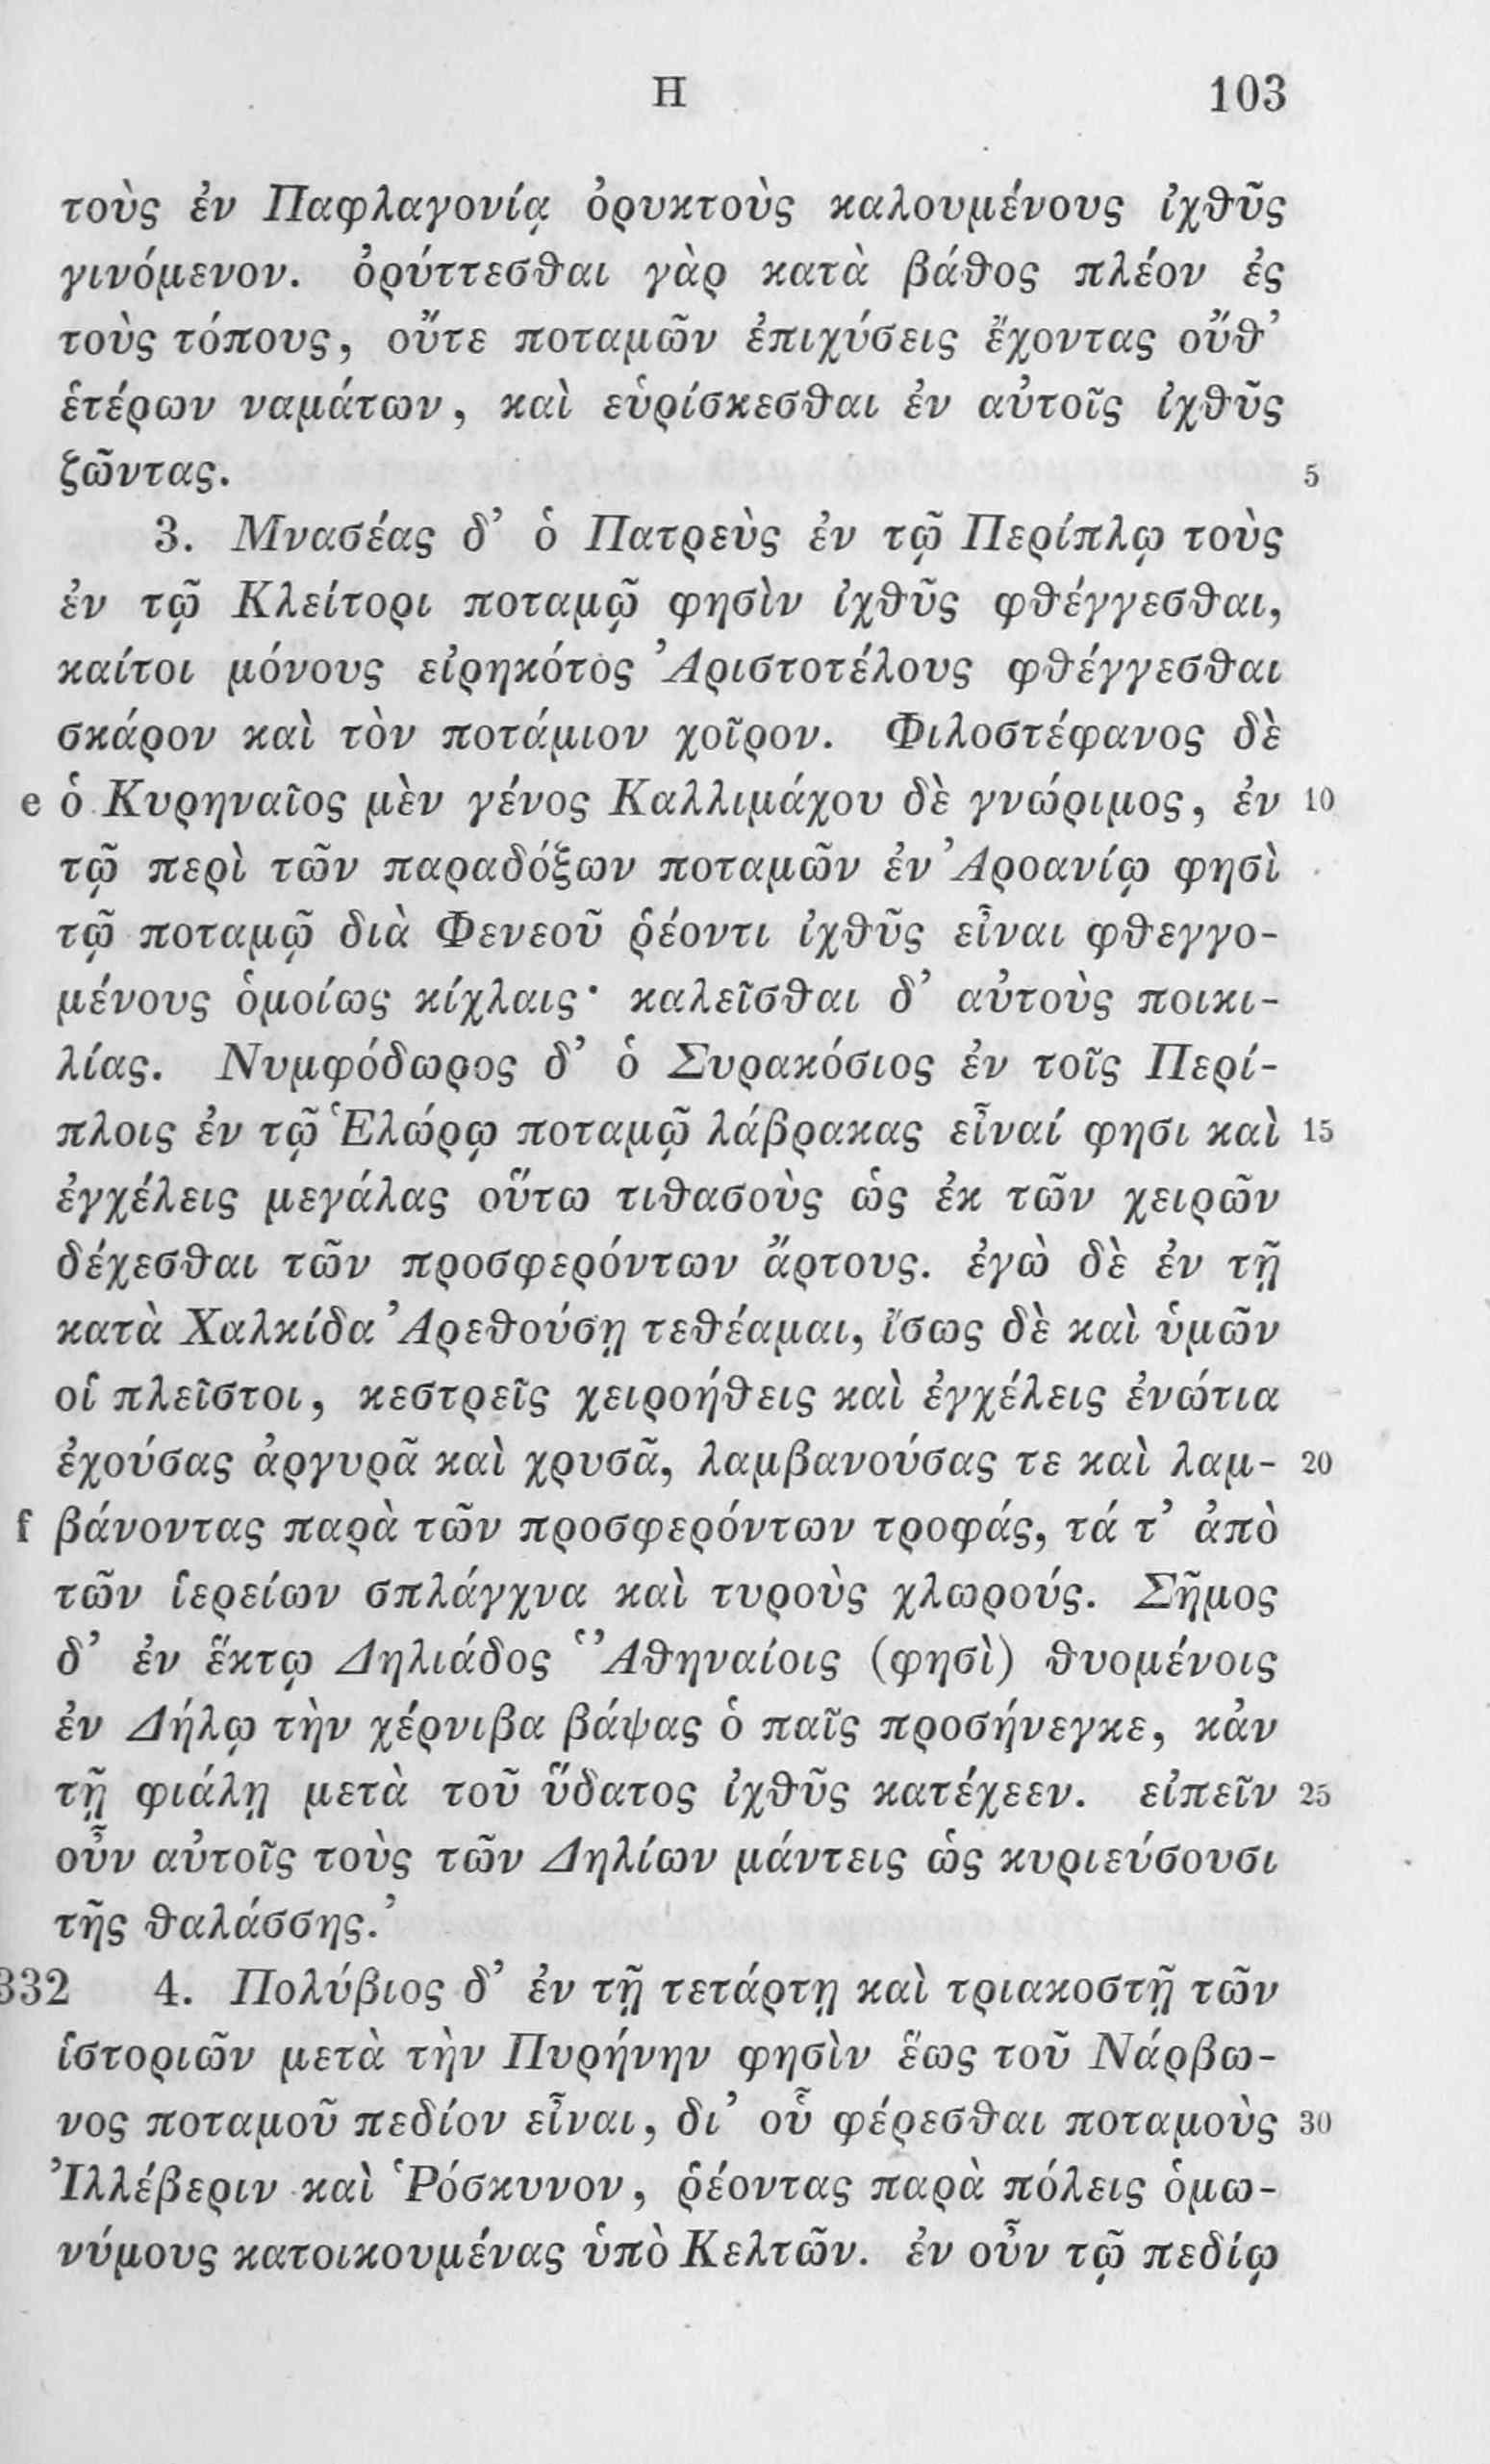 Η 103
τοὺς ἐν Παφλαγονίᾳ ὀρυκτοὺς καλουμένους ἰχθῦς
γινόμενον. ὀρύττεσθαι γὰρ κατὰ βάθος πλέον ἐς
τοὺς τόπους, οὔτε ποταμῶν ἐπιχύσεις ἔχοντας οὔθ’
ἑτέρων ναμάτων, καὶ εὑρίσκεσθαι ἐν αὐτοῖς ἰχθῦς
ζῶντας. 5
3. Μνασέας δ’ ὁ Πατρεὺς ἐν τῷ Περίπλῳ τοὺς
ἐν τῷ Κλείτορι ποταμῷ φησὶν ἰχθῦς φθέγγεσθαι,
καίτοι μόνους εἰρηκότος Ἀριστοτέλους φθέγγεσθαι
σκάρον καὶ τὸν ποτάμιον χοῖρον. Φιλοστέφανος δὲ
e ὁ Κυρηναῖος μὲν γένος Καλλιμάχου δὲ γνώριμος, ἐν 10
τῷ περὶ τῶν παραδόξων ποταμῶν ἐν Ἀροανίῳ φησὶ
τῷ ποταμῷ διὰ Φενεοῦ ῥέοντι ἰχθῦς εἶναι φθεγγο-
μένους ὁμοίως κίχλαις· καλεῖσθαι δ’ αὐτοὺς ποικι-
λίας. Νυμφόδωρος δ’ ὁ Συρακόσιος ἐν τοῖς Περί-
πλοις ἐν τῷ Ἑλώρῳ ποταμῷ λάβρακας εἶναί φησι καὶ 15
ἐγχέλεις μεγάλας οὕτω τιθασοὺς ὡς ἐκ τῶν χειρῶν
δέχεσθαι τῶν προσφερόντων ἄρτους. ἐγὼ δὲ ἐν τῇ
κατὰ Χαλκίδα Ἀρεθούσῃ τεθέαμαι, ἴσως δὲ καὶ ὑμῶν
οἱ πλεῖστοι, κεστρεῖς χειροήθεις καὶ ἐγχέλεις ἐνώτια
ἐχούσας ἀργυρᾶ καὶ χρυσᾶ, λαμβανούσας τε καὶ λαμ- 20
f βάνοντας παρὰ τῶν προσφερόντων τροφάς, τά τ’ ἀπὸ
τῶν ἱερείων σπλάγχνα καὶ τυροὺς χλωρούς. Σῆμος
δ’ ἐν ἕκτῳ Δηλιάδος ‘Ἀθηναίοις (φησὶ) θυομένοις
ἐν Δήλῳ τὴν χέρνιβα βάψας ὁ παῖς προσήνεγκε, κἀν
τῇ φιάλῃ μετὰ τοῦ ὕδατος ἰχθῦς κατέχεεν. εἰπεῖν 25
οὖν αὐτοῖς τοὺς τῶν Δηλίων μάντεις ὡς κυριεύσουσι
τῆς θαλάσσης.’
332 4. Πολύβιος δ’ ἐν τῇ τετάρτῃ καὶ τριακοστῇ τῶν
ἱστοριῶν μετὰ τὴν Πυρήνην φησὶν ἕως τοῦ Νάρβω-
νος ποταμοῦ πεδίον εἶναι, δι’ οὗ φέρεσθαι ποταμοὺς 30
Ἰλλέβεριν καὶ Ῥόσκυνον, ῥέοντας παρὰ πόλεις ὁμω-
νύμους κατοικουμένας ὑπὸ Κελτῶν. ἐν οὖν τῷ πεδίῳ